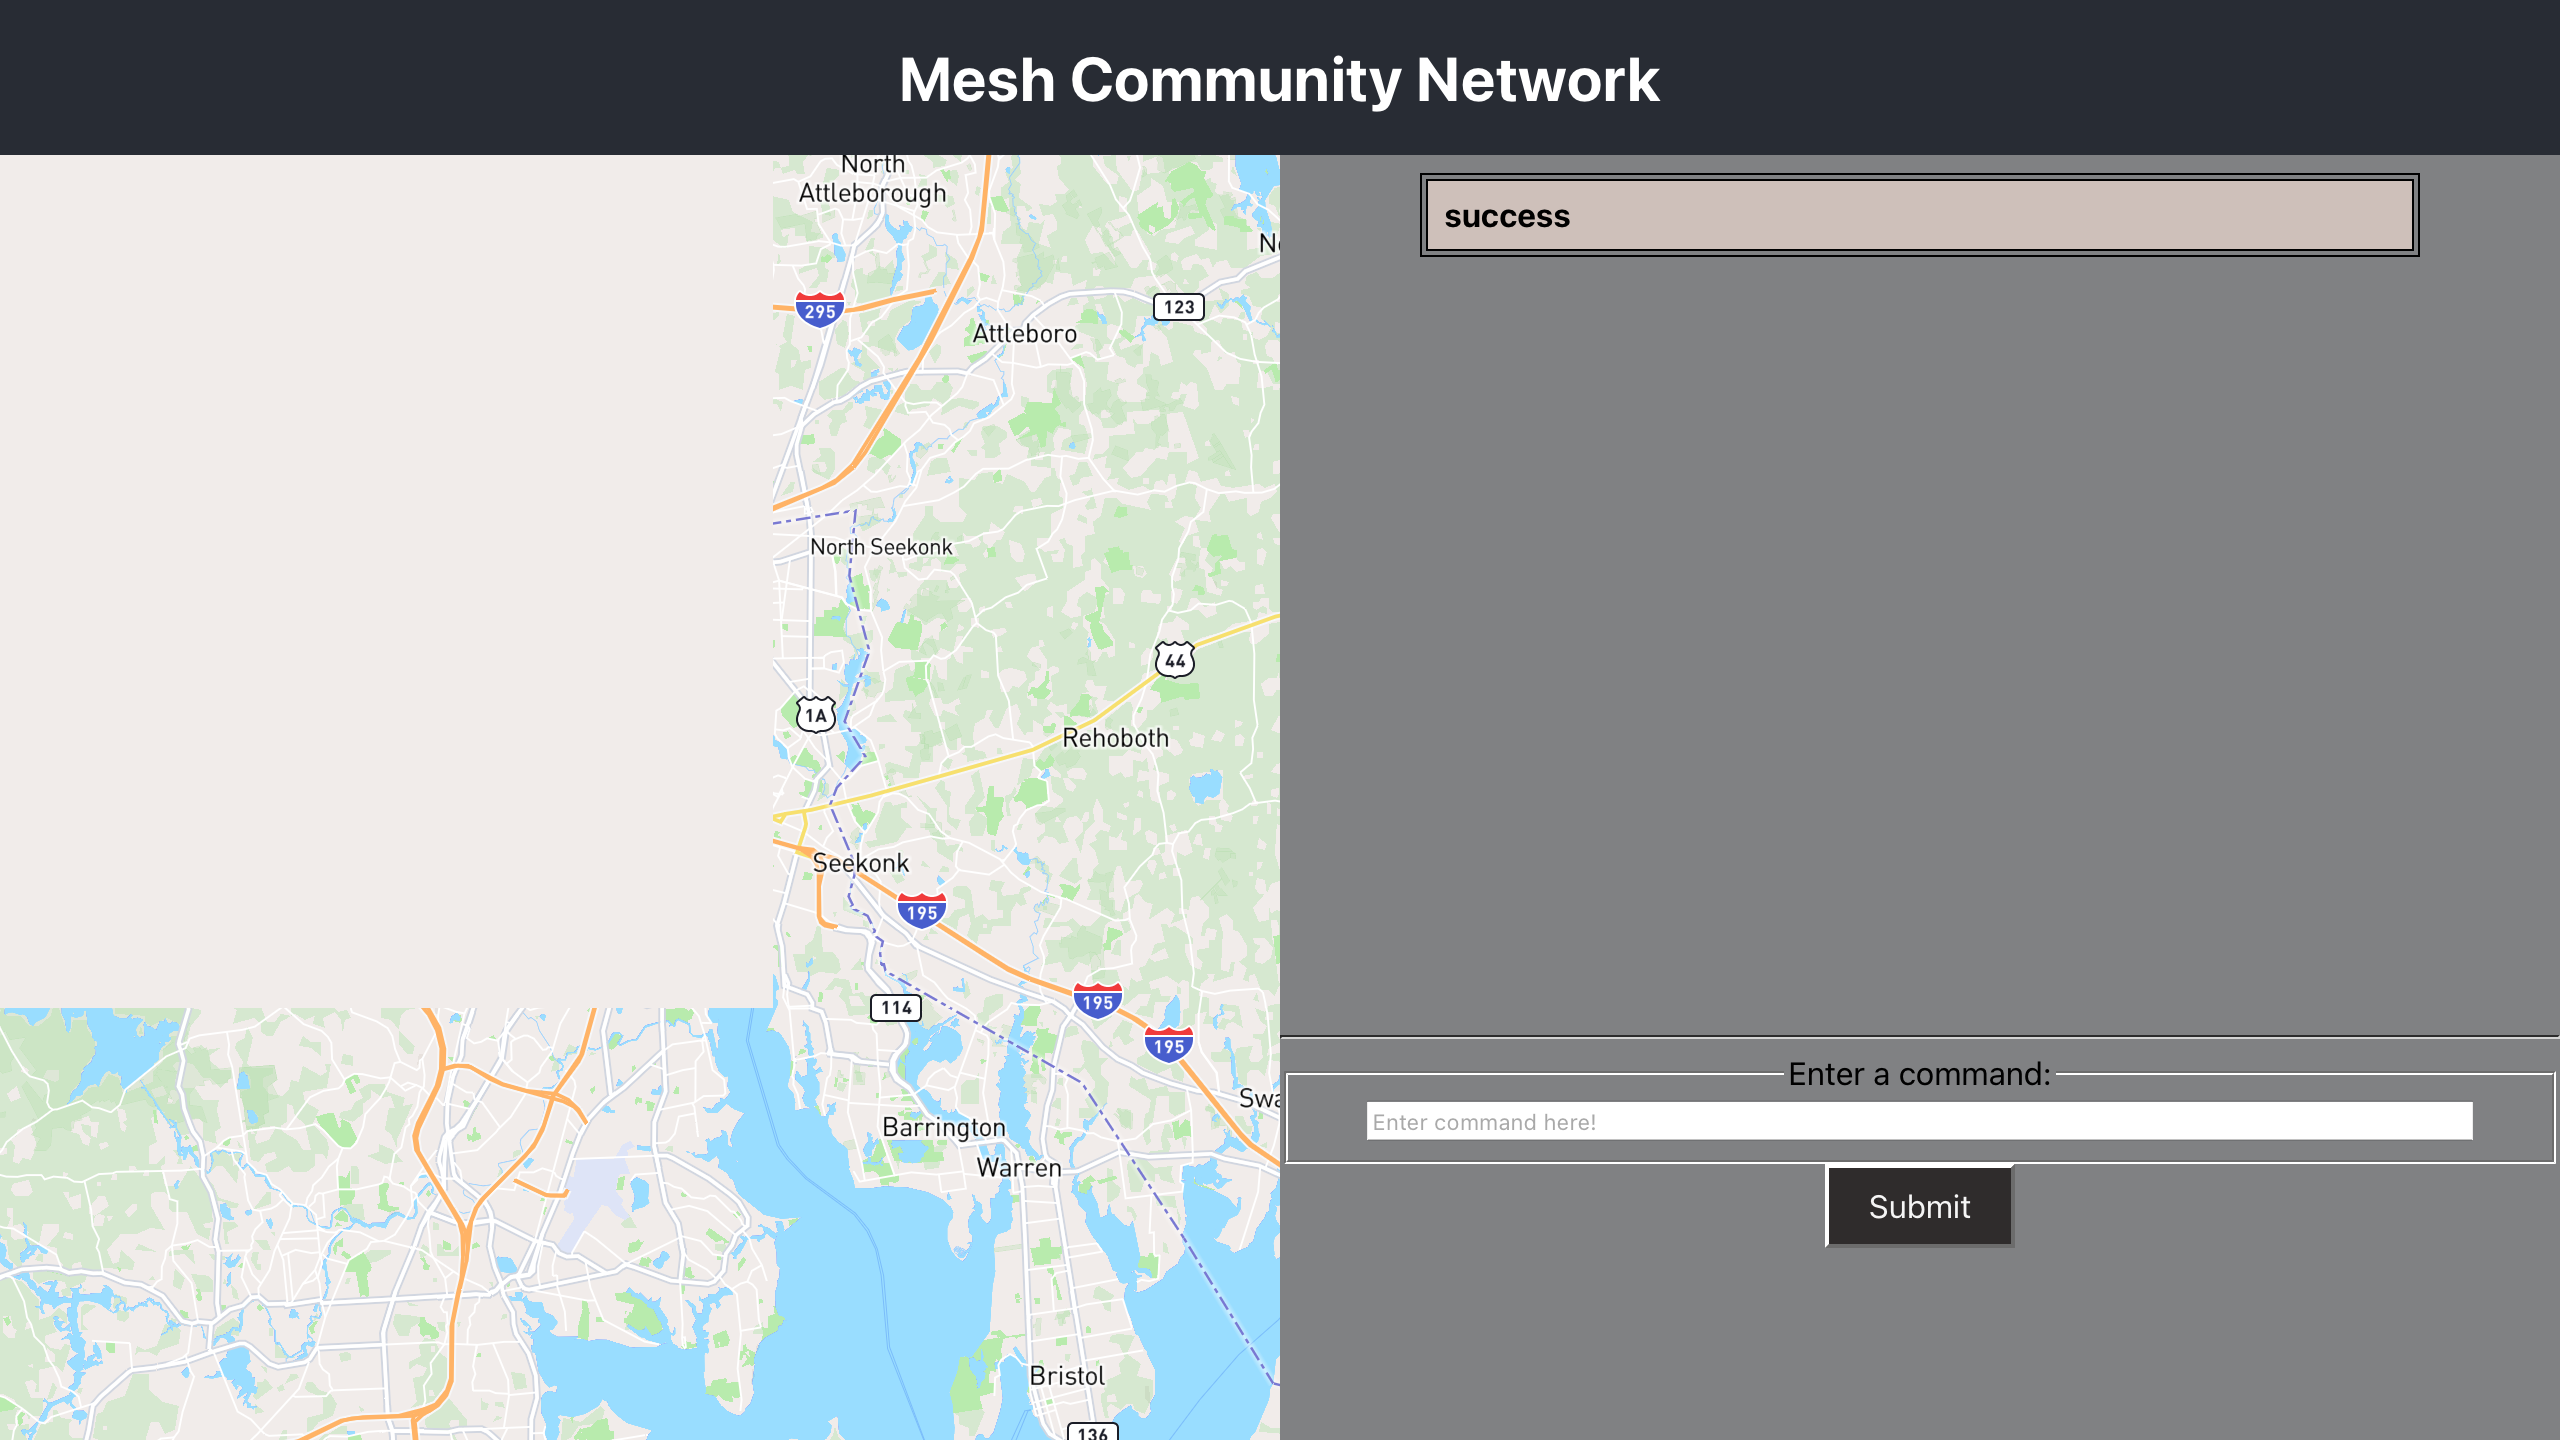 Mesh Community Network
North
Attleborough
295
Attleboro
123
North Seekonk
44
1A
Rehoboth
Seekonk
195
114
195
195
Swa
Barrington
Warren
Bristol
136
success
Enter a command:
Enter command here!
Submit